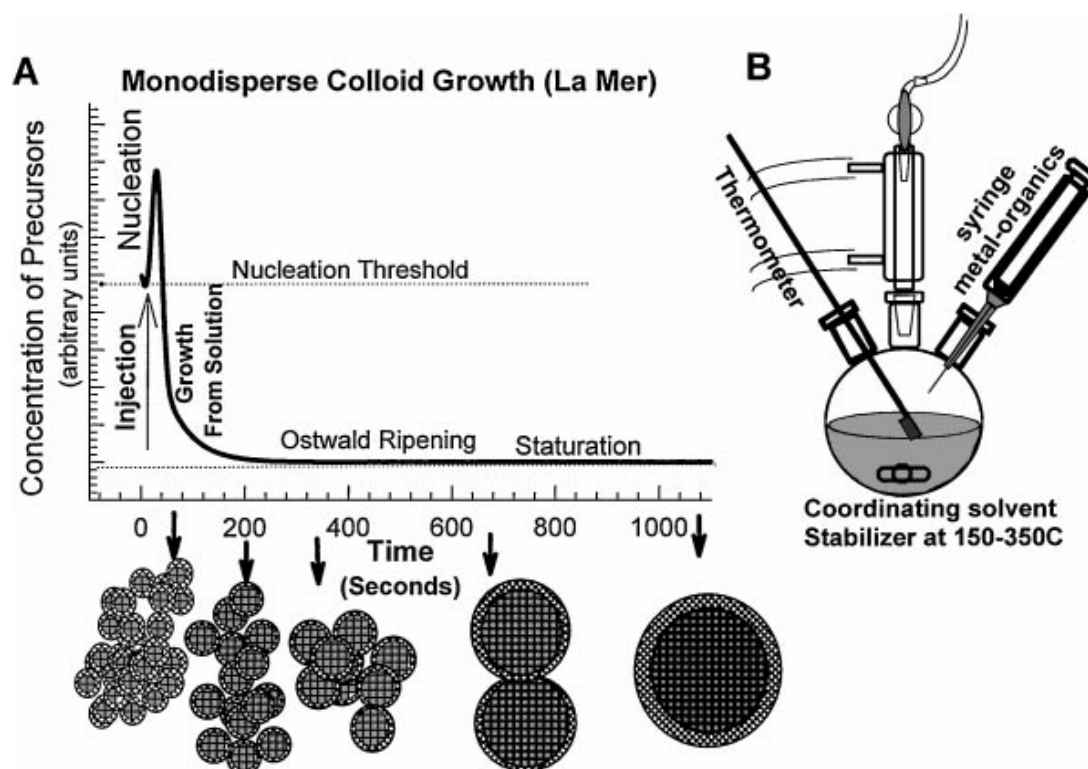 A
Monodisperse Colloid Growth (La Mer)
Concentration of Precursors
(arbitrary units)
Nucleation
Nucleation Threshold
Injection
Growth
From Solution
Ostwald Ripening
Staturation
0 200 400 600 800 1000
Time
(Seconds)
B
Thermometer
syringe
metal-organics
Coordinating solvent
Stabilizer at 150-350C